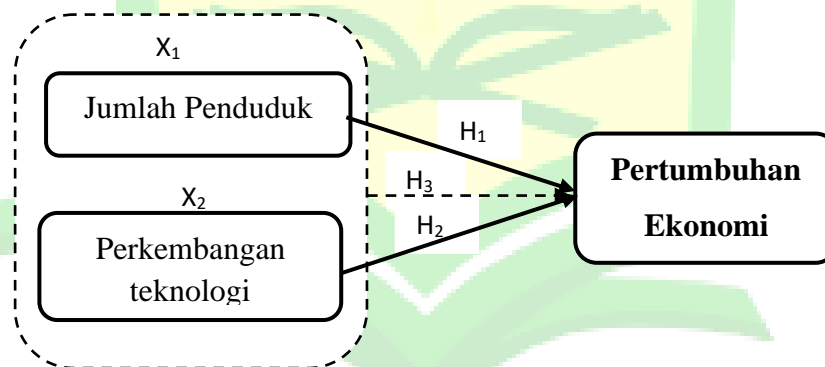 X₁
Jumlah Penduduk
H₁
Pertumbuhan
Ekonomi
H₃
X₂
H₂
Perkembangan
teknologi